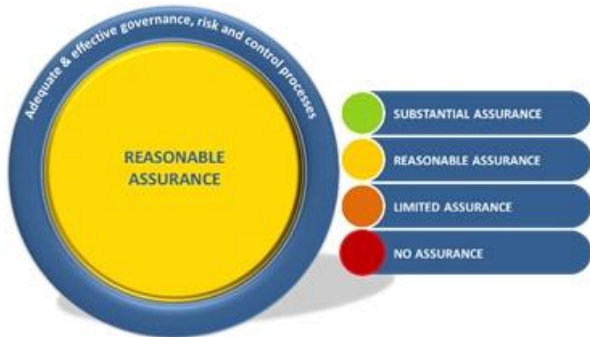 Adequate & effective governance, risk and control processes
REASONABLE
ASSURANCE
SUBSTANTIAL ASSURANCE
REASONABLE ASSURANCE
LIMITED ASSURANCE
NO ASSURANCE